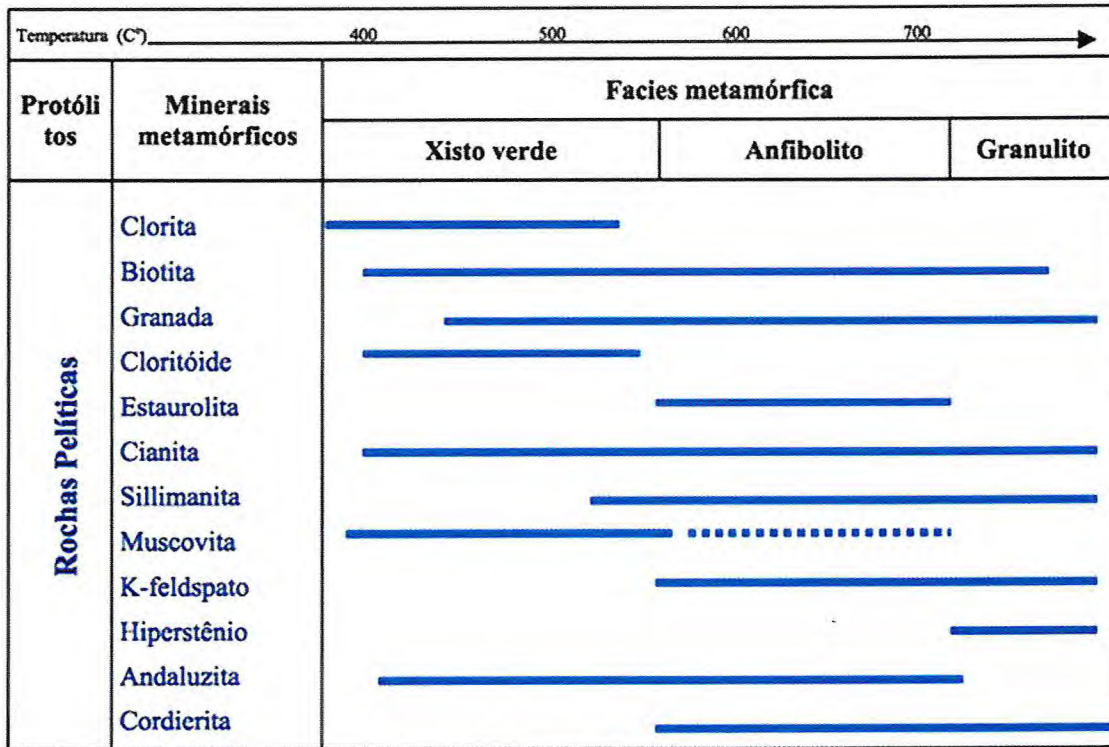 Temperatura (Cº) 400 500 600 700
Protóli
tos
Minerais
metamórficos
Facies metamórfica
Xisto verde Anfibolito Granulito
Rochas Pelíticas
Clorita
Biotita
Granada
Cloritóide
Estaurolita
Cianita
Sillimanita
Muscovita
K-feldspato
Hiperstênio
Andaluzita
Cordierita